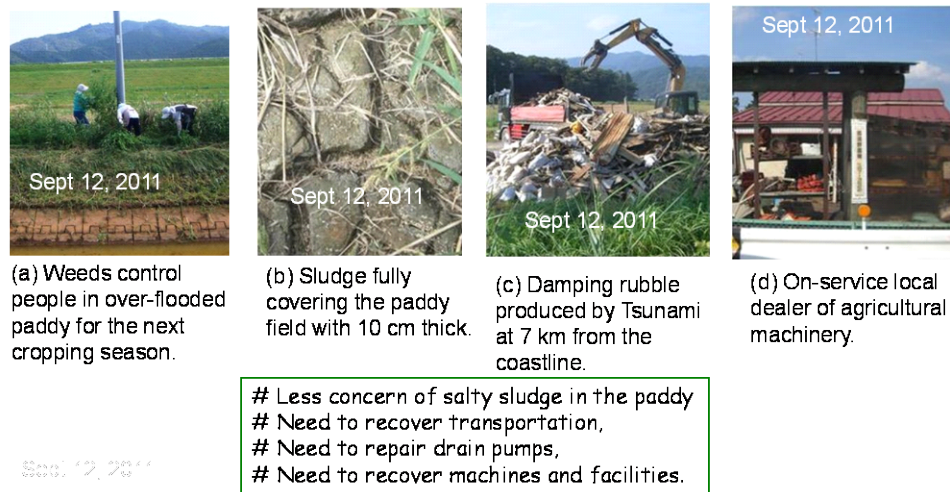 Sept 12, 2011
Sept 12, 2011
Sept 12, 2011
Sept 12, 2011
(a) Weeds control
people in over-flooded
paddy for the next
cropping season.
(b) Sludge fully
covering the paddy
field with 10 cm thick.
(c) Damping rubble
produced by Tsunami
at 7 km from the
coastline.
(d) On-service local
dealer of agricultural
machinery.
# Less concern of salty sludge in the paddy
# Need to recover transportation,
# Need to repair drain pumps,
# Need to recover machines and facilities.
Sept 12, 2011